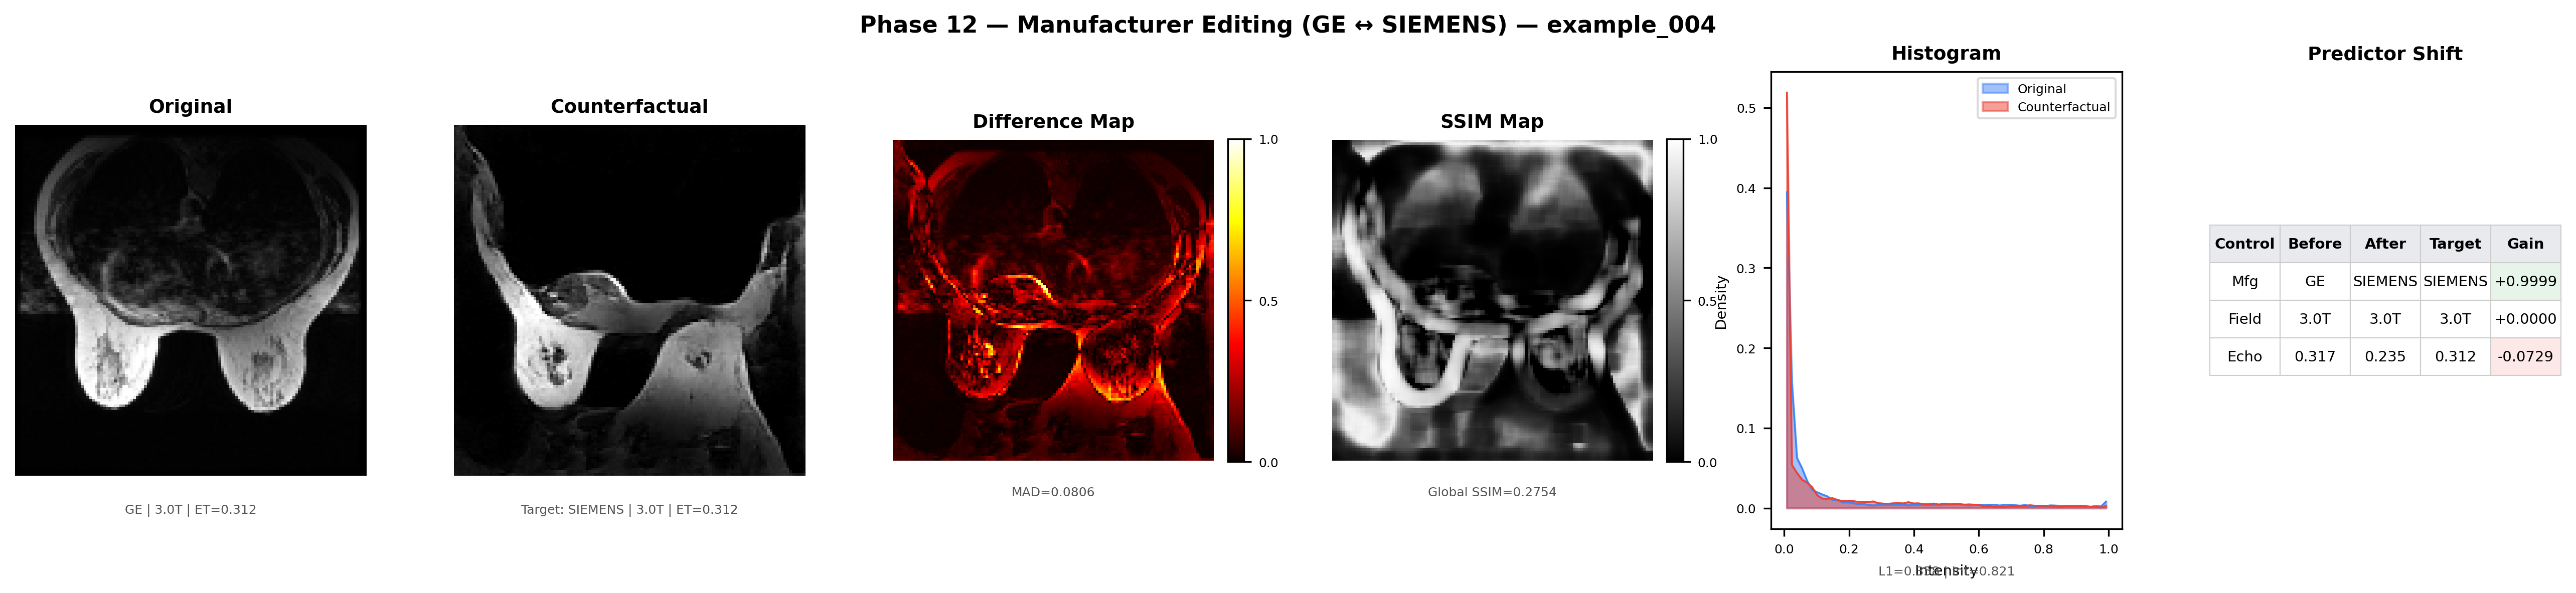 Phase 12 — Manufacturer Editing (GE ↔ SIEMENS) — example_004
Original
GE | 3.0T | ET=0.312
Counterfactual
Target: SIEMENS | 3.0T | ET=0.312
Difference Map
1.0
0.5
0.0
MAD=0.0806
SSIM Map
1.0
0.5
0.0
Global SSIM=0.2754
Histogram
Original
Counterfactual
Density
0.5
0.4
0.3
0.2
0.1
0.0
0.0 0.2 0.4 0.6 0.8 1.0
Intensity
Predictor Shift
Control Before After Target Gain
Mfg GE SIEMENS SIEMENS +0.9999
Field 3.0T 3.0T 3.0T +0.0000
Echo 0.317 0.235 0.312 -0.0729